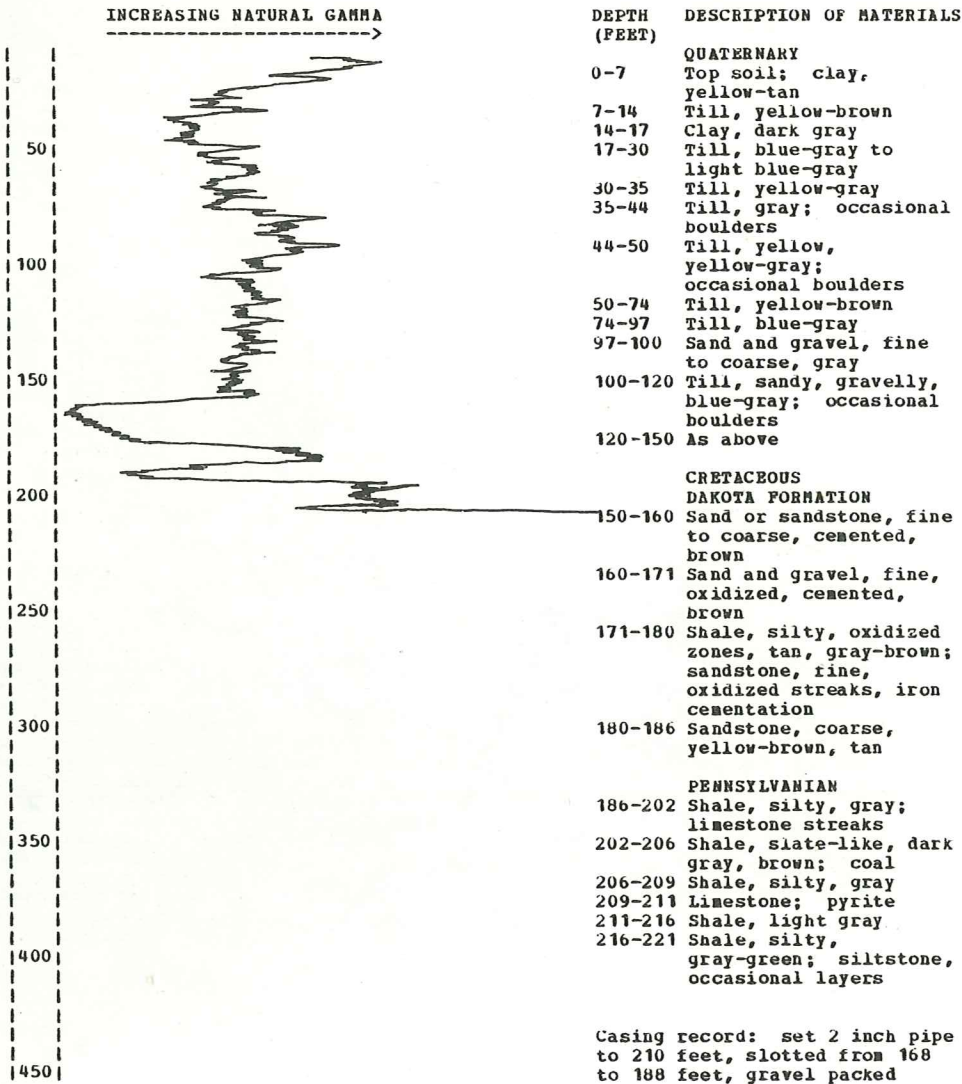 INCREASING NATURAL GAMMA
DEPTH DESCRIPTION OF MATERIALS
(FEET)
QUATERNARY
0-7 Top soil; clay,
yellow-tan
7-14 Till, yellow-brown
14-17 Clay, dark gray
17-30 Till, blue-gray to
light blue-gray
30-35 Till, yellow-gray
35-44 Till, gray; occasional
boulders
44-50 Till, yellow,
yellow-gray;
occasional boulders
50-74 Till, yellow-brown
74-97 Till, blue-gray
97-100 Sand and gravel, fine
to coarse, gray
100-120 Till, sandy, gravelly,
blue-gray; occasional
boulders
120-150 As above
CRETACEOUS
DAKOTA FORMATION
150-160 Sand or sandstone, fine
to coarse, cemented,
brown
160-171 Sand and gravel, fine,
oxidized, cemented,
brown
171-180 Shale, silty, oxidized
zones, tan, gray-brown;
sandstone, fine,
oxidized streaks, iron
cementation
180-186 Sandstone, coarse,
yellow-brown, tan
PENNSYLVANIAN
186-202 Shale, silty, gray;
limestone streaks
202-206 Shale, slate-like, dark
gray, brown; coal
206-209 Shale, silty, gray
209-211 Limestone; pyrite
211-216 Shale, light gray
216-221 Shale, silty,
gray-green; siltstone,
occasional layers
Casing record: set 2 inch pipe
to 210 feet, slotted from 168
to 188 feet, gravel packed
50
100
150
200
250
300
350
400
450